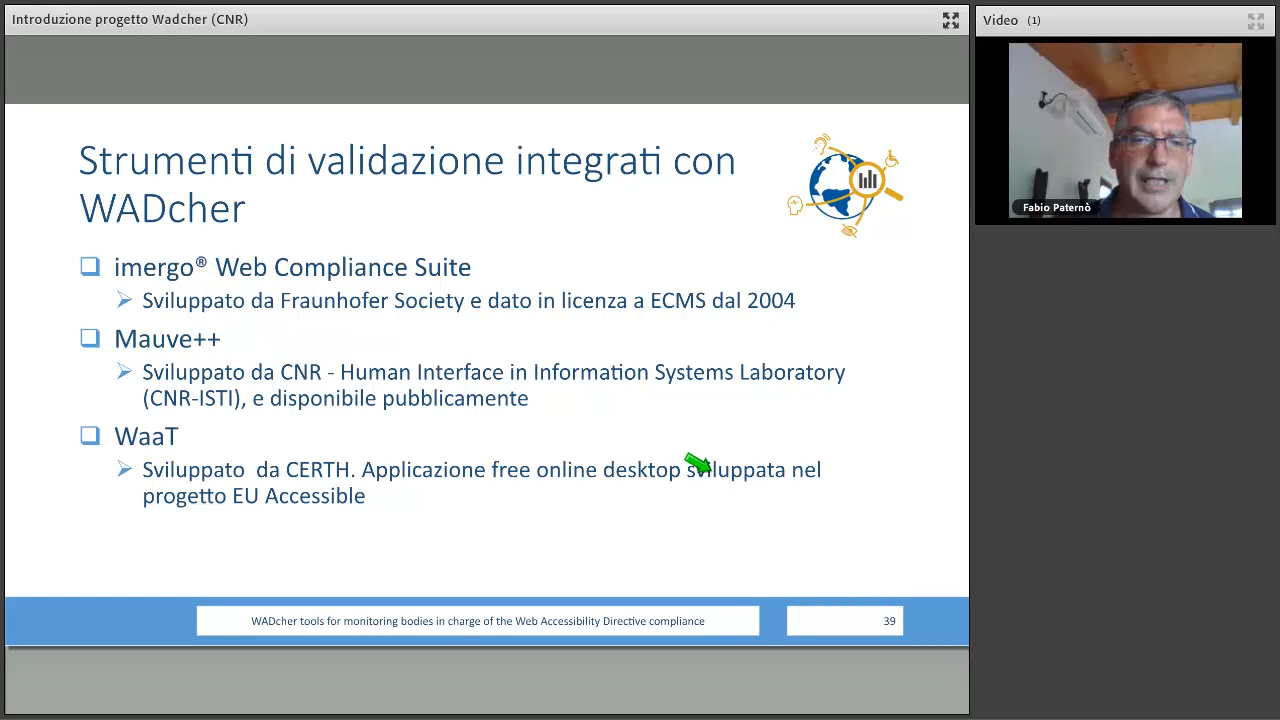 Introduzione progetto Wadcher (CNR)
Video (1)
Fabio Paternò
Strumenti di validazione integrati con
WADcher
imergo® Web Compliance Suite
Sviluppato da Fraunhofer Society e dato in licenza a ECMS dal 2004
Mauve++
Sviluppato da CNR - Human Interface in Information Systems Laboratory
(CNR-ISTI), e disponibile pubblicamente
WaaT
Sviluppato da CERTH. Applicazione free online desktop sviluppata nel
progetto EU Accessible
WADcher tools for monitoring bodies in charge of the Web Accessibility Directive compliance
39